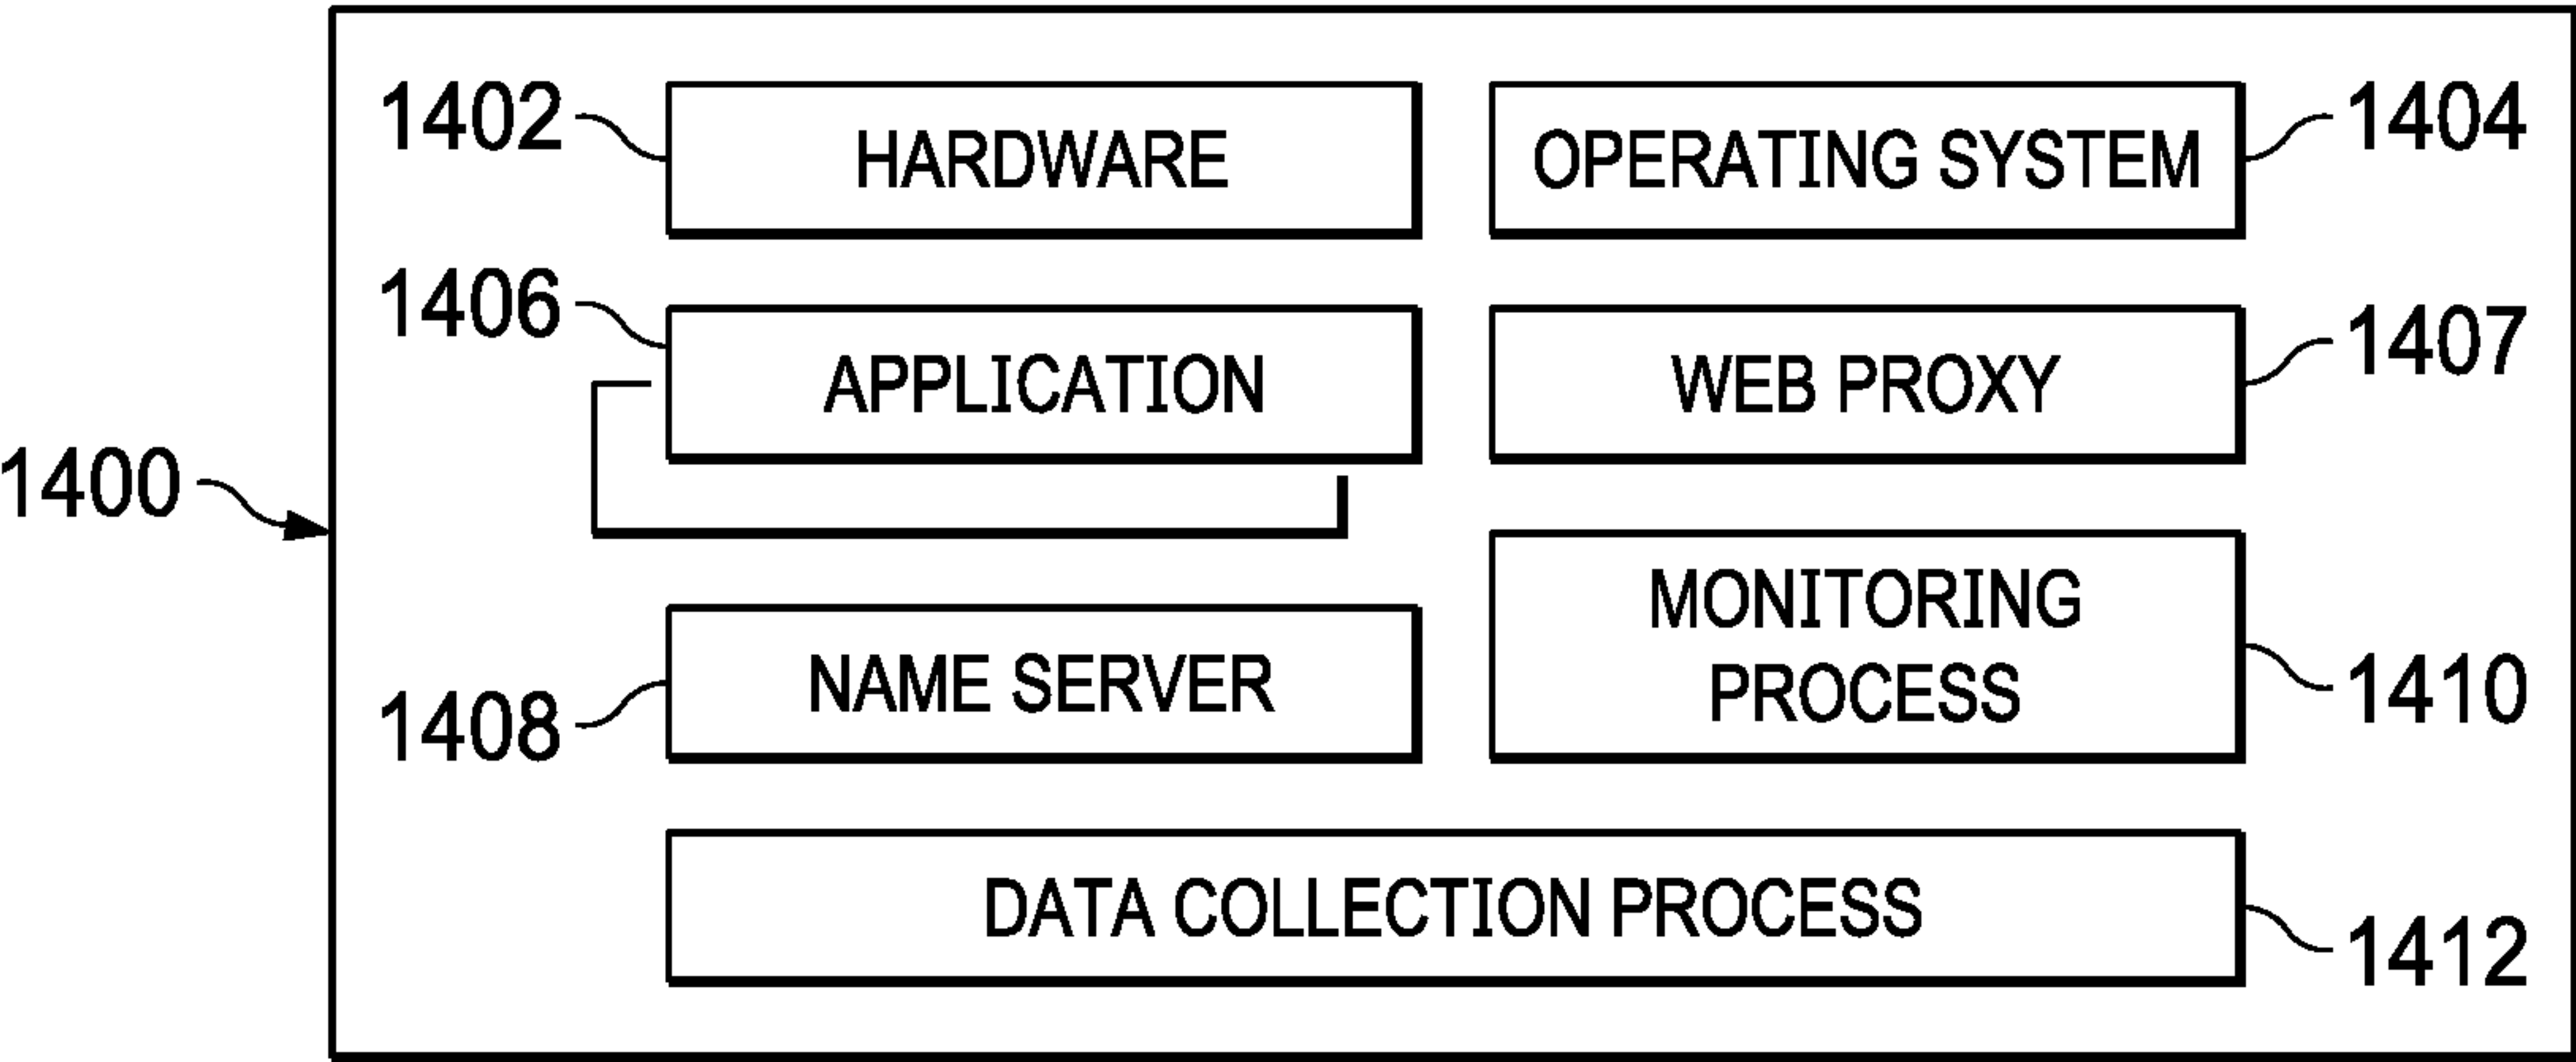 1402
HARDWARE
OPERATING SYSTEM
1404
1406
APPLICATION
WEB PROXY
1407
1400
1408
NAME SERVER
MONITORING
PROCESS
1410
DATA COLLECTION PROCESS
1412